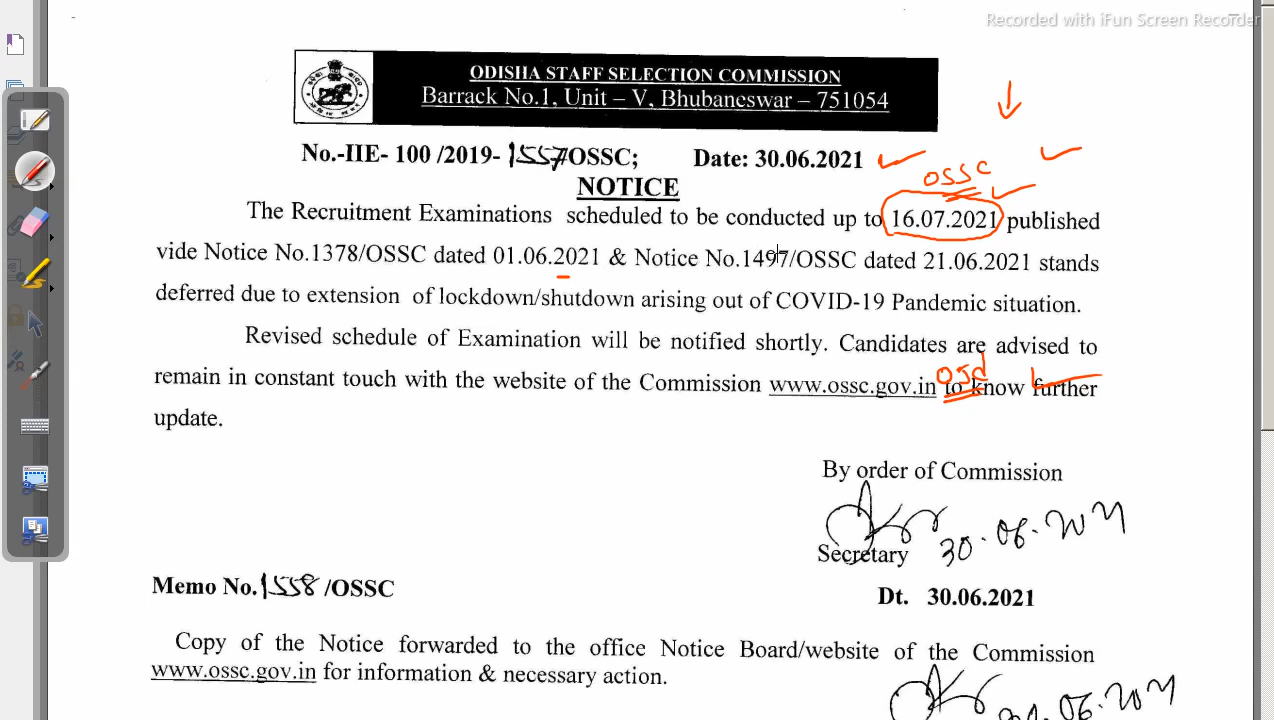 Recorded with iFun Screen Recorder
ODISHA STAFF SELECTION COMMISSION
Barrack No.1, Unit – V, Bhubaneswar – 751054
No.-IIE- 100 /2019- 1557/OSSC; Date: 30.06.2021
OSSC
NOTICE
The Recruitment Examinations scheduled to be conducted up to 16.07.2021 published
vide Notice No.1378/OSSC dated 01.06.2021 & Notice No.1497/OSSC dated 21.06.2021 stands
deferred due to extension of lockdown/shutdown arising out of COVID-19 Pandemic situation.
Revised schedule of Examination will be notified shortly. Candidates are advised to
remain in constant touch with the website of the Commission www.ossc.gov.in to know further
update.
By order of Commission
30.06.2021
Secretary
Memo No.1558/OSSC
Dt. 30.06.2021
Copy of the Notice forwarded to the office Notice Board/website of the Commission
www.ossc.gov.in for information & necessary action.